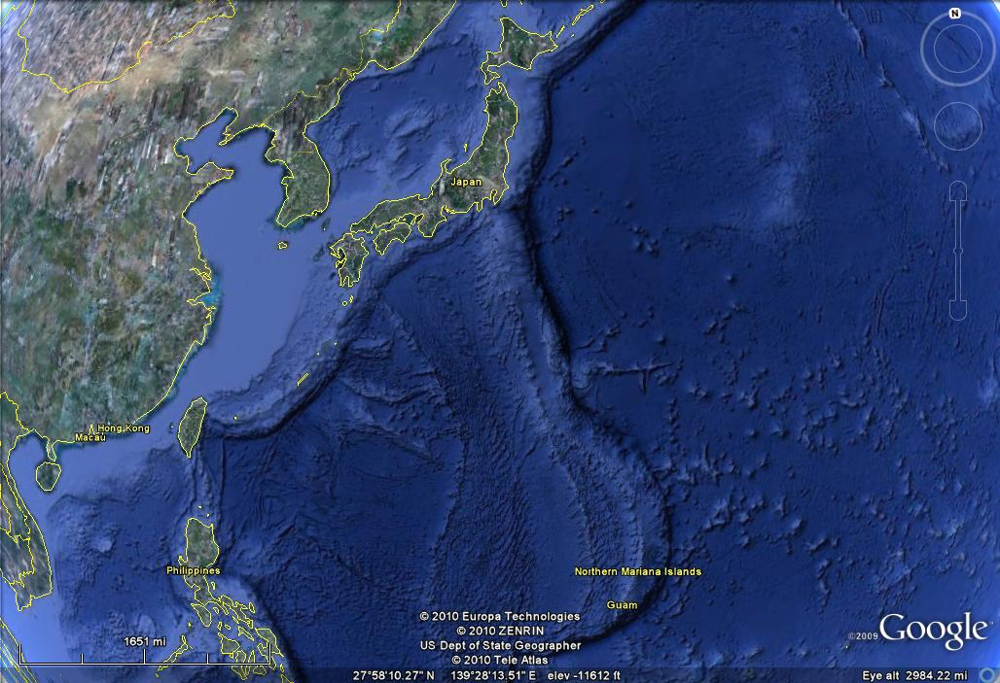 N
Japan
Hong Kong
Macau
Philippines
Northern Mariana Islands
Guam
© 2010 Europa Technologies
© 2010 ZENRIN
US Dept of State Geographer
© 2010 Tele Atlas
©2009 Google™
1651 mi
27°58'10.27" N 139°28'13.51" E elev -11612 ft
Eye alt 2984.22 mi